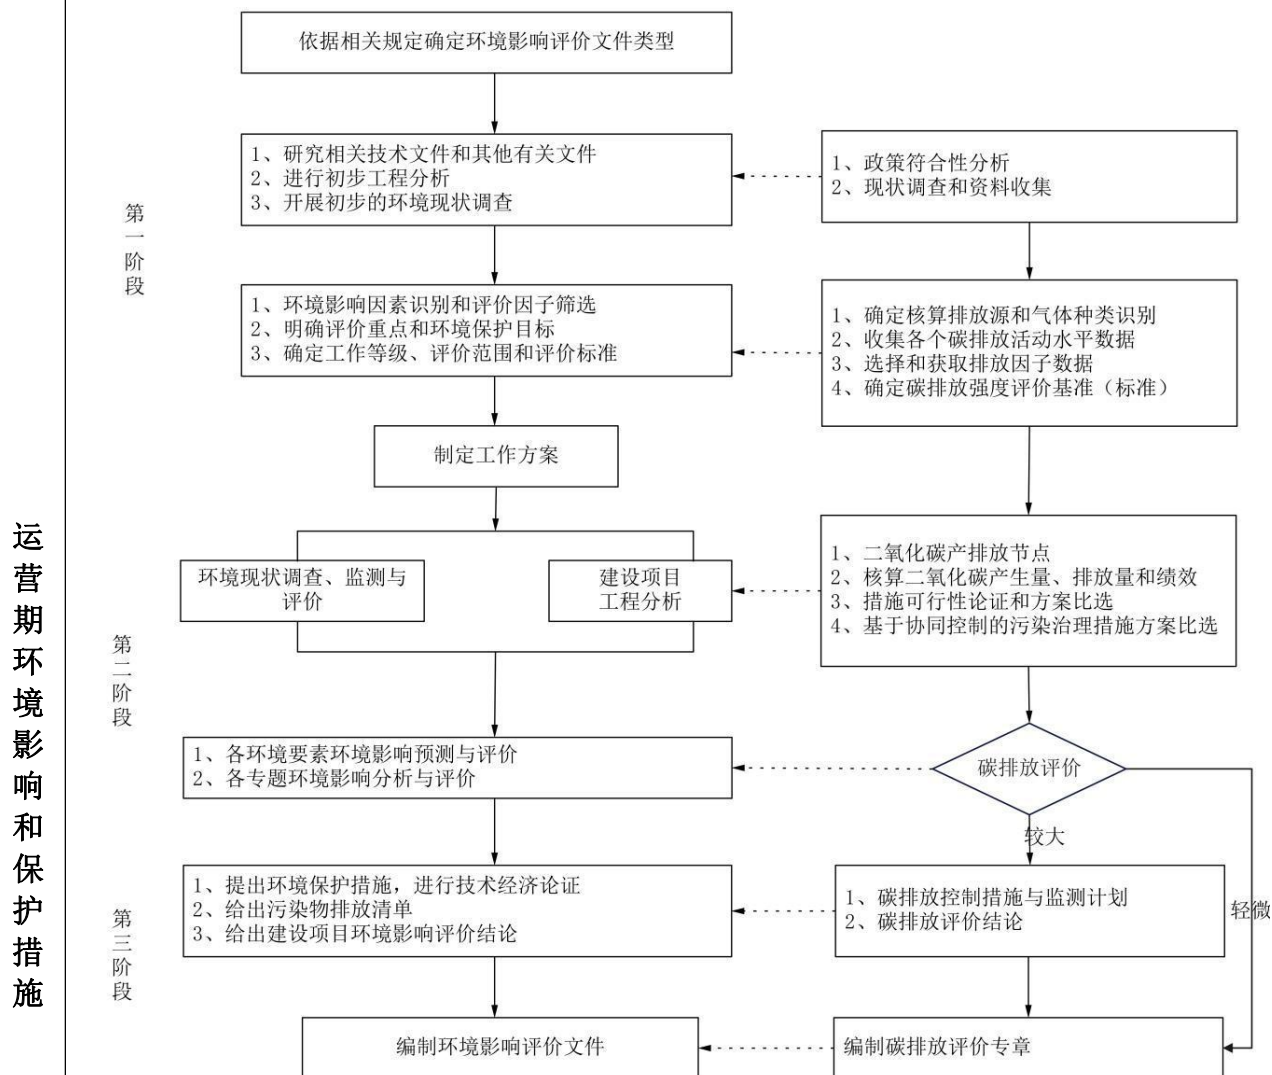 运营期环境影响和保护措施
第一阶段
依据相关规定确定环境影响评价文件类型
1、研究相关技术文件和其他有关文件
2、进行初步工程分析
3、开展初步的环境现状调查
1、政策符合性分析
2、现状调查和资料收集
1、环境影响因素识别和评价因子筛选
2、明确评价重点和环境保护目标
3、确定工作等级、评价范围和评价标准
1、确定核算排放源和气体种类识别
2、收集各个碳排放活动水平数据
3、选择和获取排放因子数据
4、确定碳排放强度评价基准（标准）
制定工作方案
第二阶段
环境现状调查、监测与
评价
建设项目
工程分析
1、二氧化碳产排放节点
2、核算二氧化碳产生量、排放量和绩效
3、措施可行性论证和方案比选
4、基于协同控制的污染治理措施方案比选
1、各环境要素环境影响预测与评价
2、各专题环境影响分析与评价
碳排放评价
较大
轻微
第三阶段
1、提出环境保护措施，进行技术经济论证
2、给出污染物排放清单
3、给出建设项目环境影响评价结论
1、碳排放控制措施与监测计划
2、碳排放评价结论
编制环境影响评价文件
编制碳排放评价专章